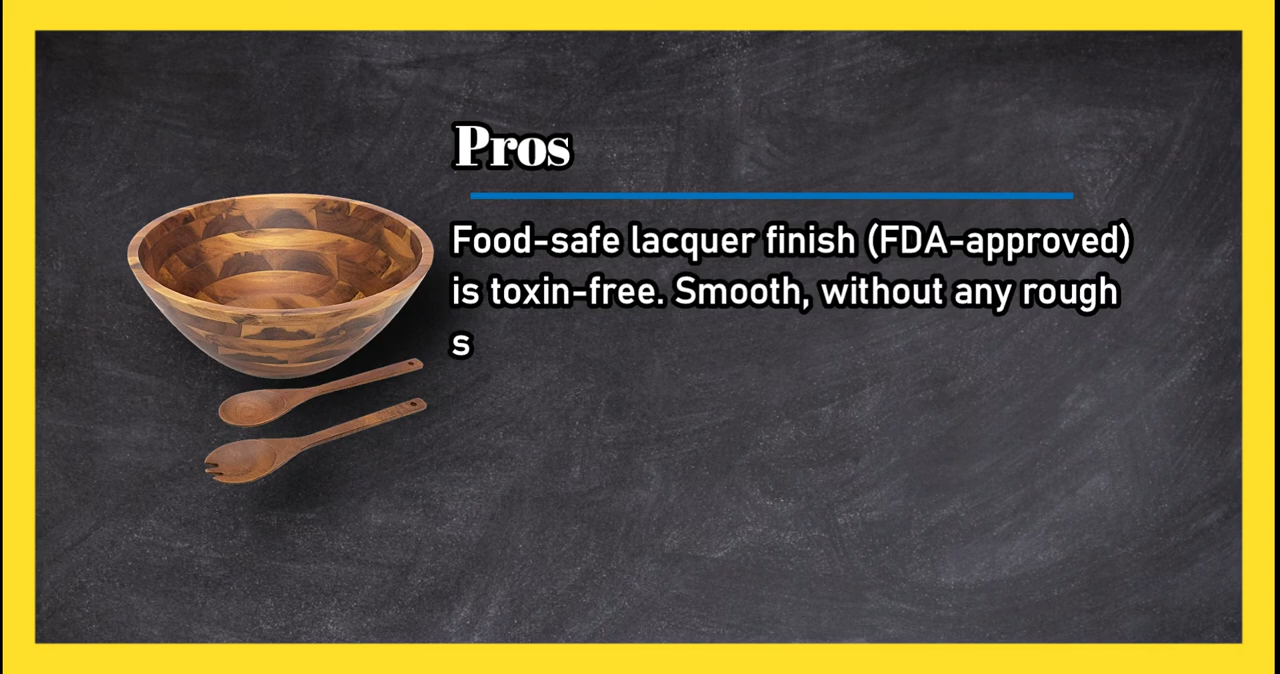 Pros
Food-safe lacquer finish (FDA-approved)
is toxin-free. Smooth, without any rough
s